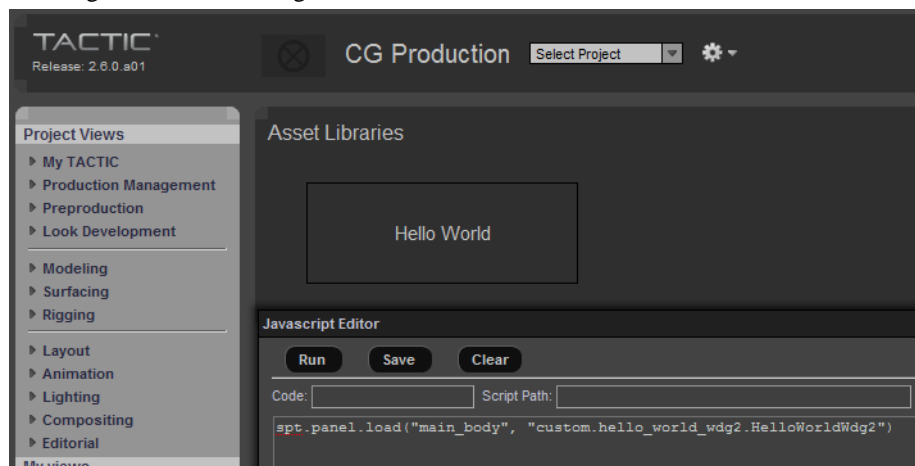 TACTIC
Release: 2.6.0.a01
CG Production
Select Project
Project Views
My TACTIC
Production Management
Preproduction
Look Development
Modeling
Surfacing
Rigging
Layout
Animation
Lighting
Compositing
Editorial
My views
Asset Libraries
Hello World
Javascript Editor
Run Save Clear
Code: Script Path:
spt.panel.load("main_body", "custom.hello_world_wdg2.HelloWorldWdg2")